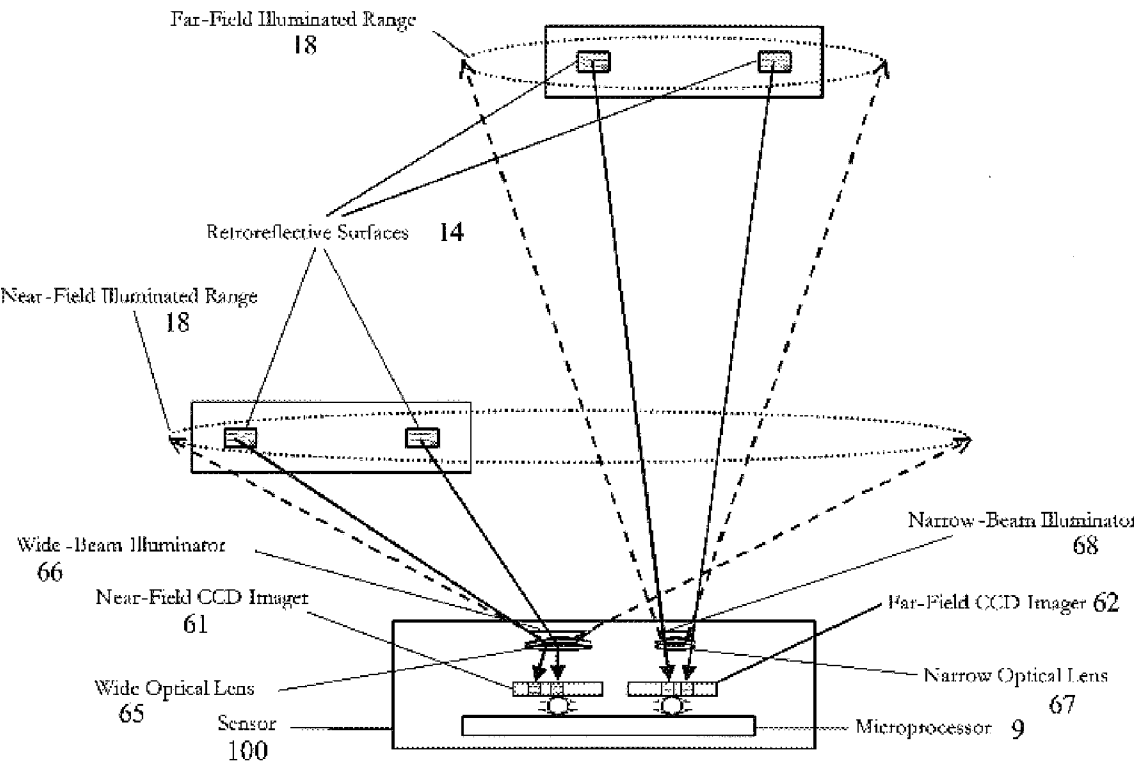 Far-Field Illuminated Range
18
Retroreflective Surfaces 14
Near-Field Illuminated Range
18
Narrow-Beam Illuminator
68
Wide-Beam Illuminator
66
Near-Field CCD Imager
61
Far-Field CCD Imager 62
Wide Optical Lens
65
Narrow Optical Lens
67
Sensor
100
Microprocessor 9